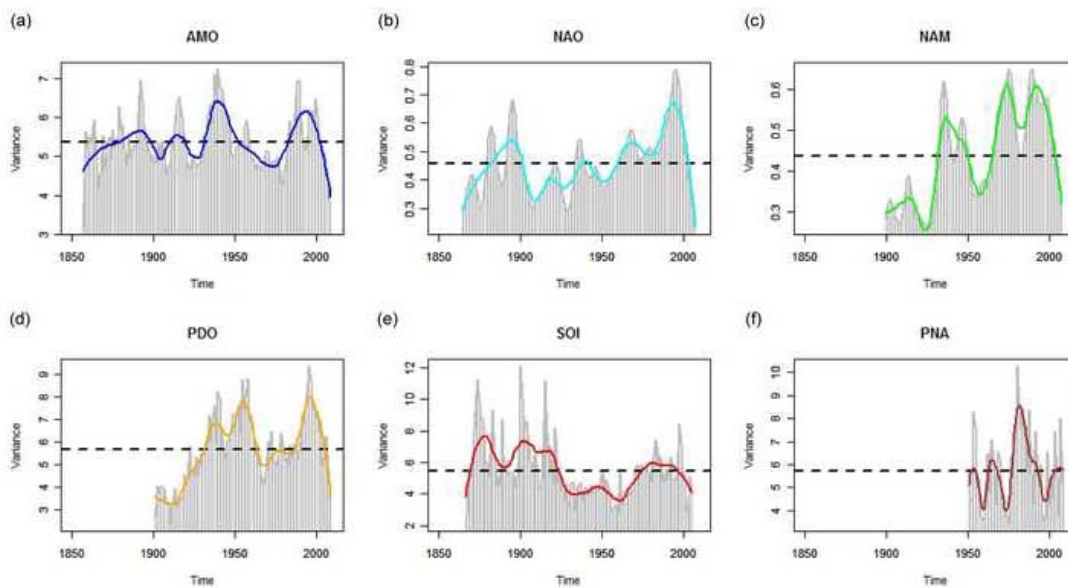 (a)
AMO
Variance
3 4 5 6 7
1850 1900 1950 2000
Time
(b)
NAO
Variance
0.3 0.4 0.5 0.6 0.7 0.8
1850 1900 1950 2000
Time
(c)
NAM
Variance
0.3 0.4 0.5 0.6
1850 1900 1950 2000
Time
(d)
PDO
Variance
3 4 5 6 7 8 9
1850 1900 1950 2000
Time
(e)
SOI
Variance
2 4 6 8 10 12
1850 1900 1950 2000
Time
(f)
PNA
Variance
4 5 6 7 8 9 10
1850 1900 1950 2000
Time